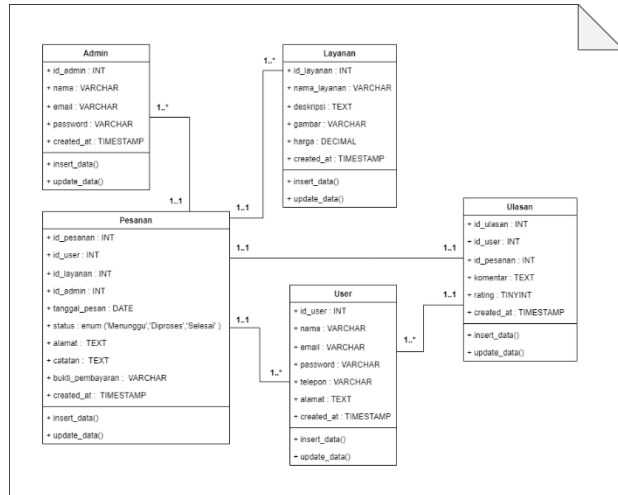 Admin
+ id_admin : INT
+ nama : VARCHAR
+ email : VARCHAR
+ password : VARCHAR
+ created_at : TIMESTAMP
+ insert_data()
+ update_data()
1..*
1..1
Layanan
1..*
+ id_layanan : INT
+ nama_layanan : VARCHAR
+ deskripsi : TEXT
+ gambar : VARCHAR
+ harga : DECIMAL
+ created_at : TIMESTAMP
+ insert_data()
+ update_data()
Pesanan
1..1
+ id_pesanan : INT
+ id_user : INT
+ id_layanan : INT
+ id_admin : INT
+ tanggal_pesan : DATE
+ status : enum ('Menunggu','Diproses','Selesai' )
+ alamat : TEXT
+ catatan : TEXT
+ bukti_pembayaran : VARCHAR
+ created_at : TIMESTAMP
+ insert_data()
+ update_data()
1..1
1..1
1..1
1..*
User
+ id_user : INT
+ nama : VARCHAR
+ email : VARCHAR
+ password : VARCHAR
+ telepon : VARCHAR
+ alamat : TEXT
+ created_at : TIMESTAMP
+ insert_data()
+ update_data()
1..*
1..1
Ulasan
+ id_ulasan : INT
+ id_user : INT
+ id_pesanan : INT
+ komentar : TEXT
+ rating : TINYINT
+ created_at : TIMESTAMP
+ insert_data()
+ update_data()